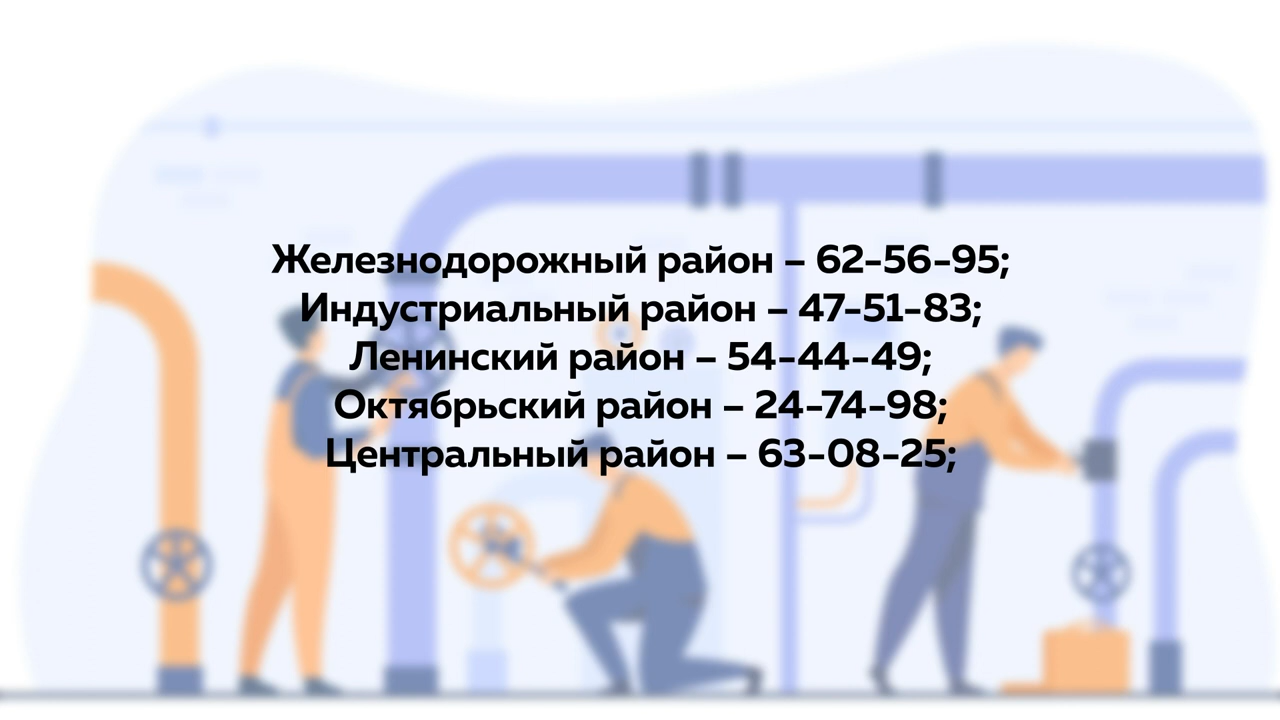 Железнодорожный район – 62-56-95;
Индустриальный район – 47-51-83;
Ленинский район – 54-44-49;
Октябрьский район – 24-74-98;
Центральный район – 63-08-25;